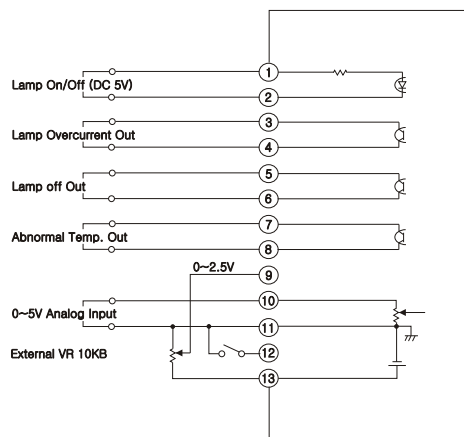 1
Lamp On/Off (DC 5V)
2
3
Lamp Overcurrent Out
4
5
Lamp off Out
6
7
Abnormal Temp. Out
8
0~2.5V
9
10
0~5V Analog Input
11
External VR 10KB
12
13